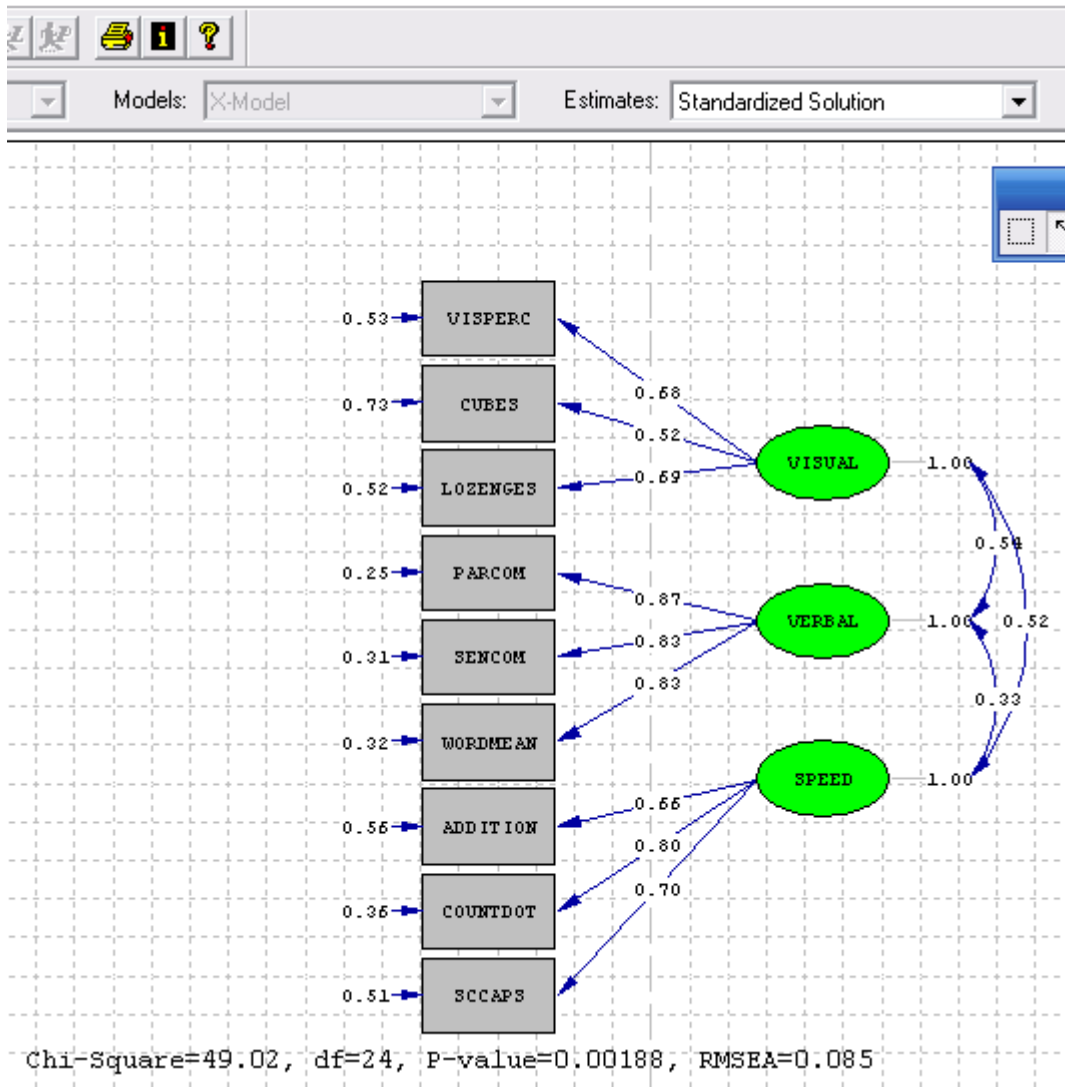 Models: X-Model Estimates: Standardized Solution
0.53 VISPERC
0.68
0.73 CUBES
0.52
VISUAL 1.00
0.69
0.52 LOZENGES
0.54
0.25 PARCOM
0.87
VERBAL 1.00 0.52
0.83
0.31 SENCOM
0.83
0.33
0.32 WORDMEAN
SPEED 1.00
0.66
0.56 ADDITION
0.80
0.70
0.36 COUNTDOT
0.51 SCCAPS
Chi-Square=49.02, df=24, P-value=0.00188, RMSEA=0.085